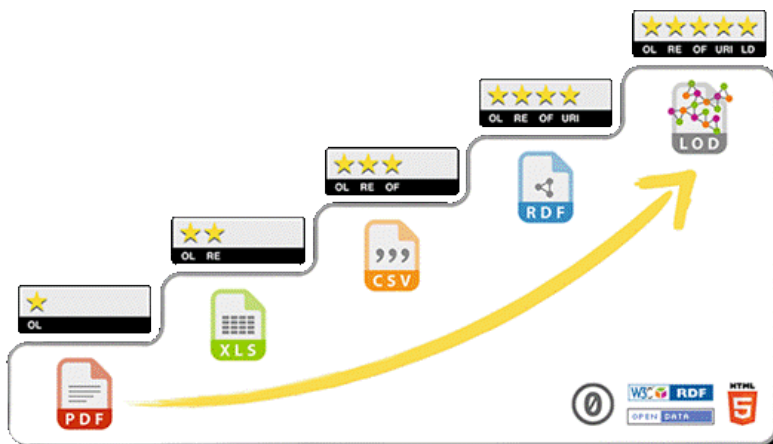 OL RE OF URI LD
OL RE OF URI
LOD
OL RE OF
RDF
OL RE
CSV
OL
XLS
PDF
W3C RDF
OPEN DATA
HTML
5
0